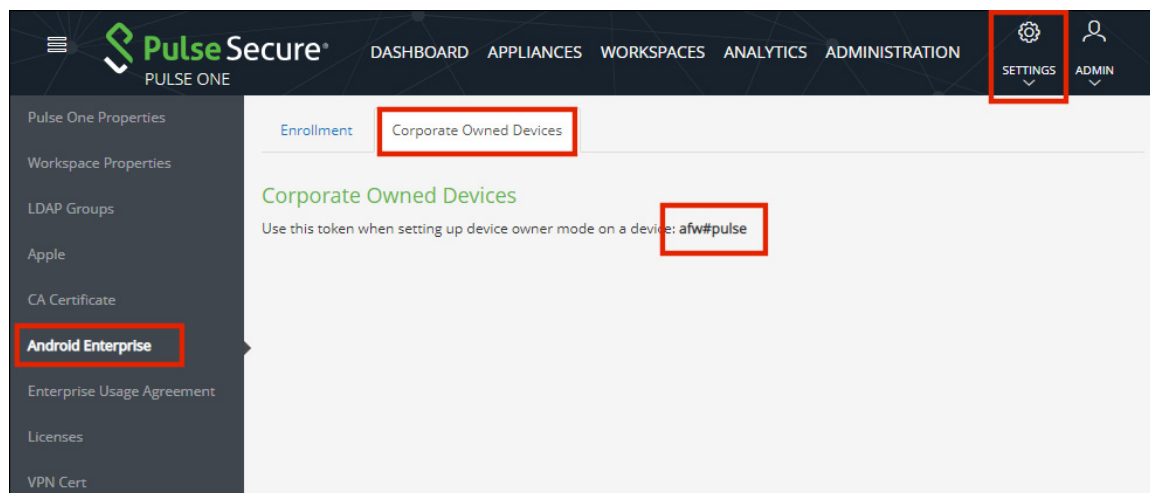 Pulse Secure®
PULSE ONE
DASHBOARD APPLIANCES WORKSPACES ANALYTICS ADMINISTRATION
SETTINGS
ADMIN
Pulse One Properties
Workspace Properties
LDAP Groups
Apple
CA Certificate
Android Enterprise
Enterprise Usage Agreement
Licenses
VPN Cert
Enrollment
Corporate Owned Devices
Corporate Owned Devices
Use this token when setting up device owner mode on a device: afw#pulse